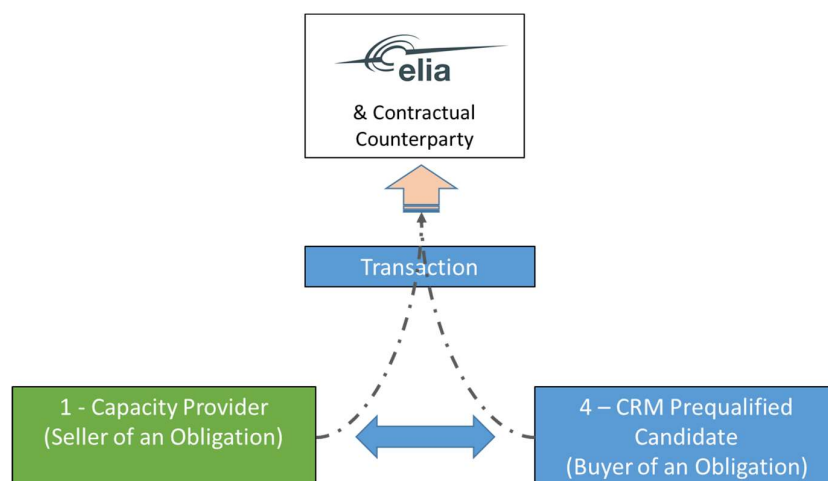 elia
& Contractual
Counterparty
Transaction
1 - Capacity Provider
(Seller of an Obligation)
4 – CRM Prequalified
Candidate
(Buyer of an Obligation)